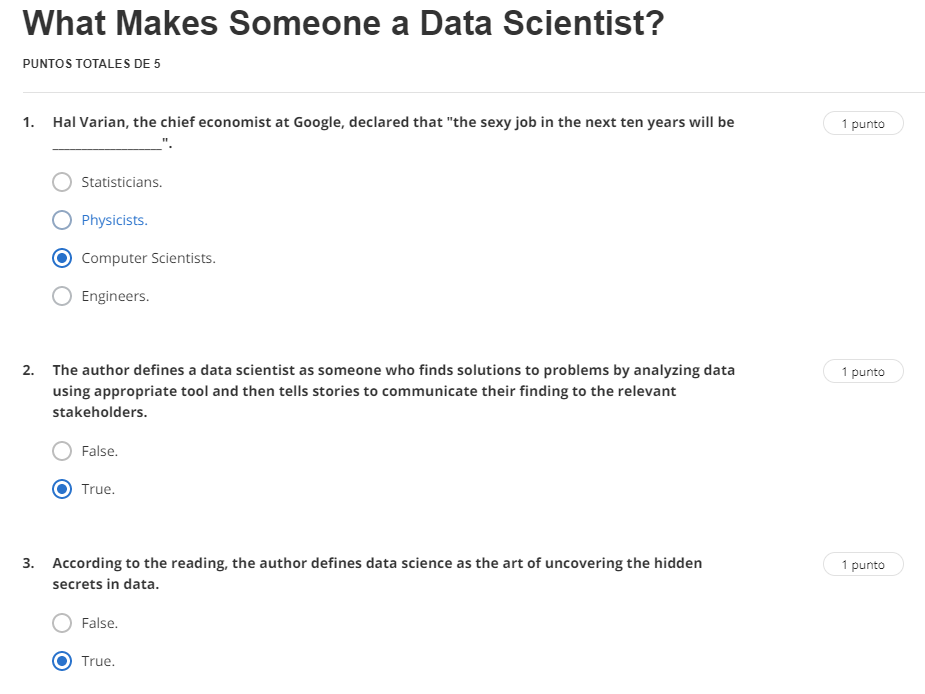 What Makes Someone a Data Scientist?
PUNTOS TOTALES DE 5
1. Hal Varian, the chief economist at Google, declared that "the sexy job in the next ten years will be
___________________".
1 punto
Statisticians.
Physicists.
Computer Scientists.
Engineers.
2. The author defines a data scientist as someone who finds solutions to problems by analyzing data
using appropriate tool and then tells stories to communicate their finding to the relevant
stakeholders.
1 punto
False.
True.
3. According to the reading, the author defines data science as the art of uncovering the hidden
secrets in data.
1 punto
False.
True.